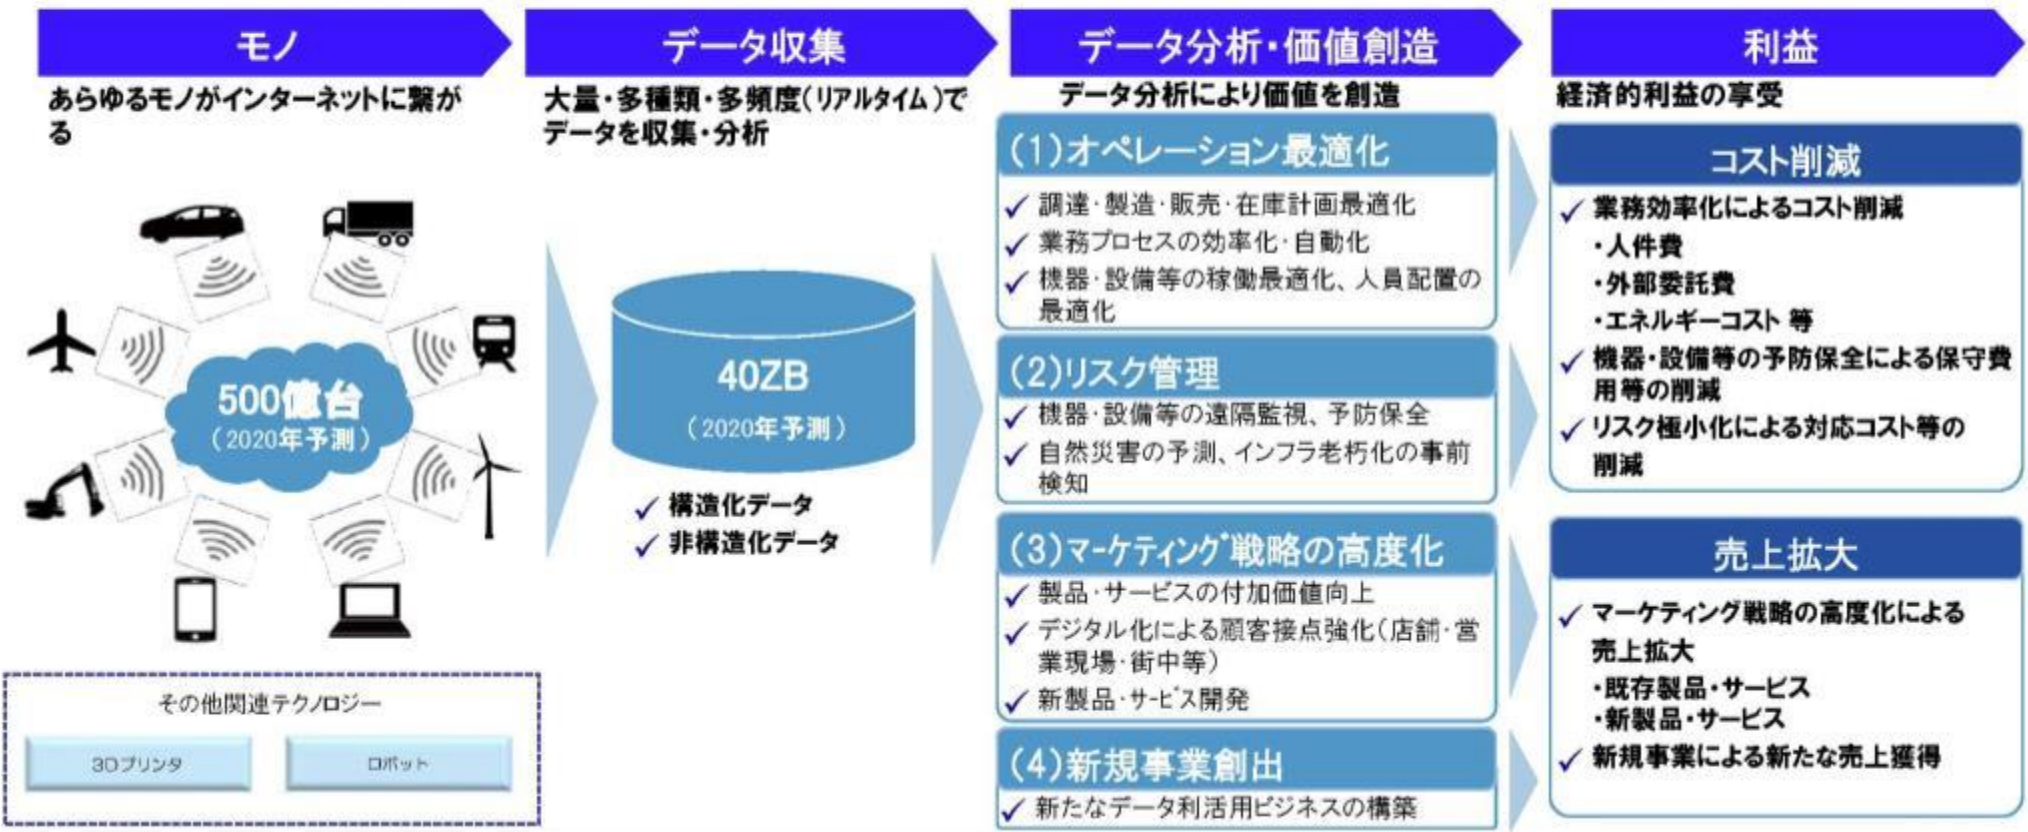 モノ
あらゆるモノがインターネットに繋が
る
500億台
(2020年予測)
その他関連テクノロジー
3Dプリンタ
ロボット
データ収集
大量・多種類・多頻度(リアルタイム)で
データを収集・分析
40ZB
(2020年予測)
✓ 構造化データ
✓ 非構造化データ
データ分析・価値創造
データ分析により価値を創造
(1)オペレーション最適化
✓ 調達・製造・販売・在庫計画最適化
✓ 業務プロセスの効率化・自動化
✓ 機器・設備等の稼働最適化、人員配置の
最適化
(2)リスク管理
✓ 機器・設備等の遠隔監視、予防保全
✓ 自然災害の予測、インフラ老朽化の事前
検知
(3)マーケティング戦略の高度化
✓ 製品・サービスの付加価値向上
✓ デジタル化による顧客接点強化(店舗・営
業現場・街中等)
✓ 新製品・サービス開発
(4)新規事業創出
✓ 新たなデータ利活用ビジネスの構築
利益
経済的利益の享受
コスト削減
✓ 業務効率化によるコスト削減
・人件費
・外部委託費
・エネルギーコスト 等
✓ 機器・設備等の予防保全による保守費
用等の削減
✓ リスク極小化による対応コスト等の
削減
売上拡大
✓ マーケティング戦略の高度化による
売上拡大
・既存製品・サービス
・新製品・サービス
✓ 新規事業による新たな売上獲得